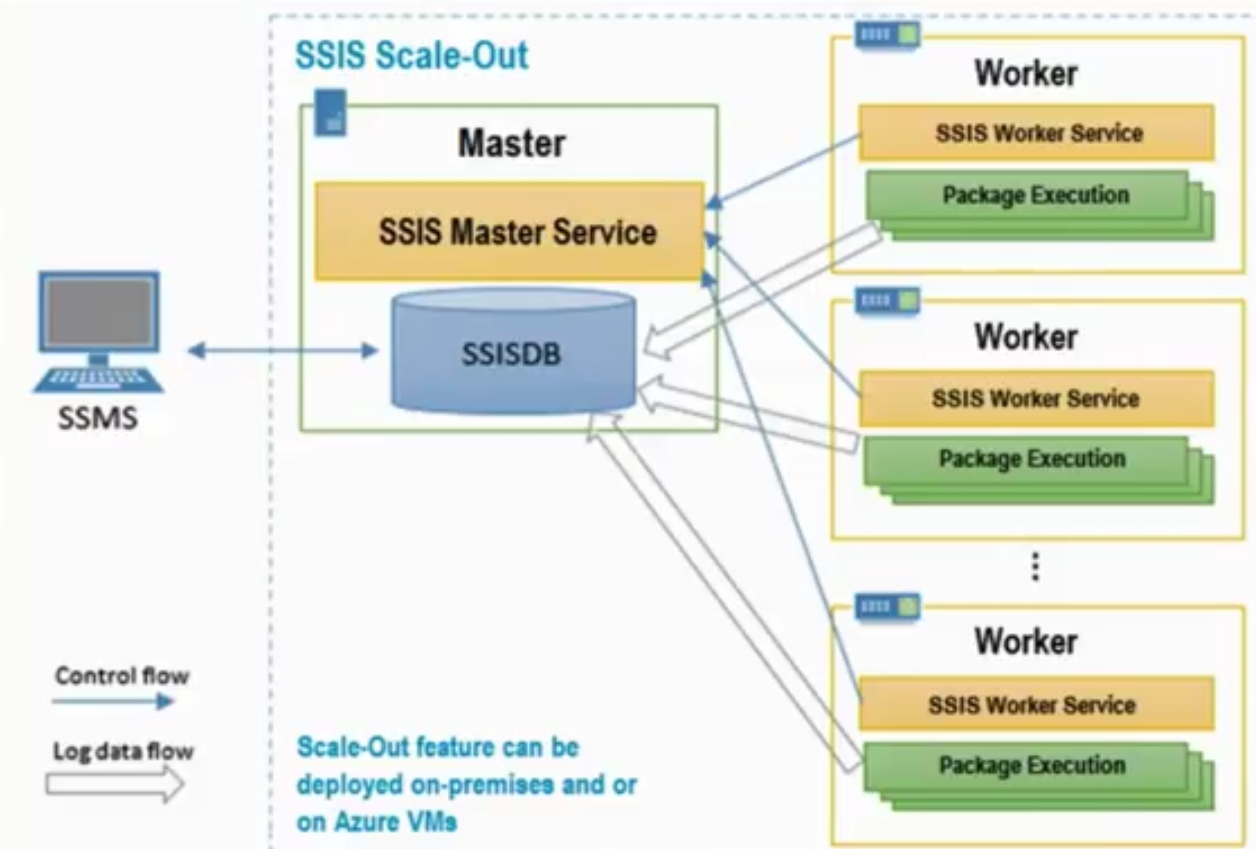 SSIS Scale-Out
Master
SSIS Master Service
SSISDB
SSMS
Worker
SSIS Worker Service
Package Execution
Worker
SSIS Worker Service
Package Execution
⋮
Worker
SSIS Worker Service
Package Execution
Control flow
Log data flow
Scale-Out feature can be
deployed on-premises and or
on Azure VMs